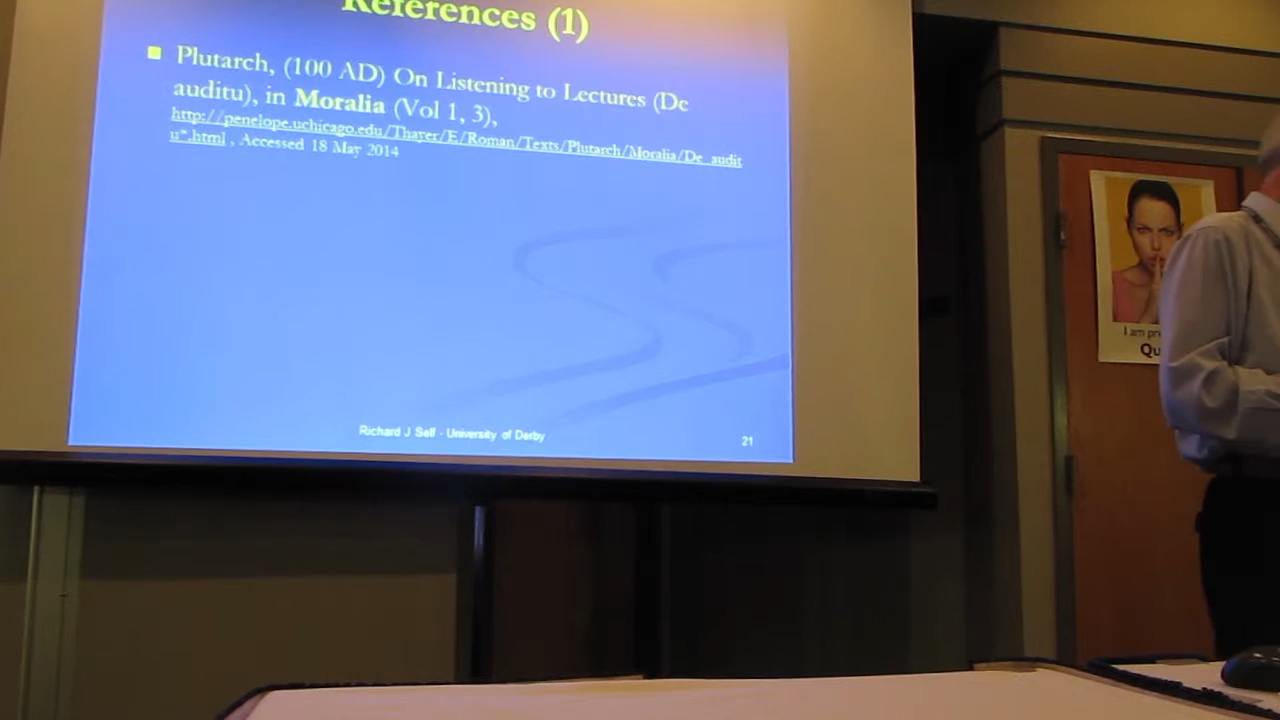 References (1)
Plutarch, (100 AD) On Listening to Lectures (De
auditu), in Moralia (Vol 1, 3),
http://penelope.uchicago.edu/Thayer/E/Roman/Texts/Plutarch/Moralia/De_audit
u*.html , Accessed 18 May 2014
Richard J Self - University of Derby
21
I am